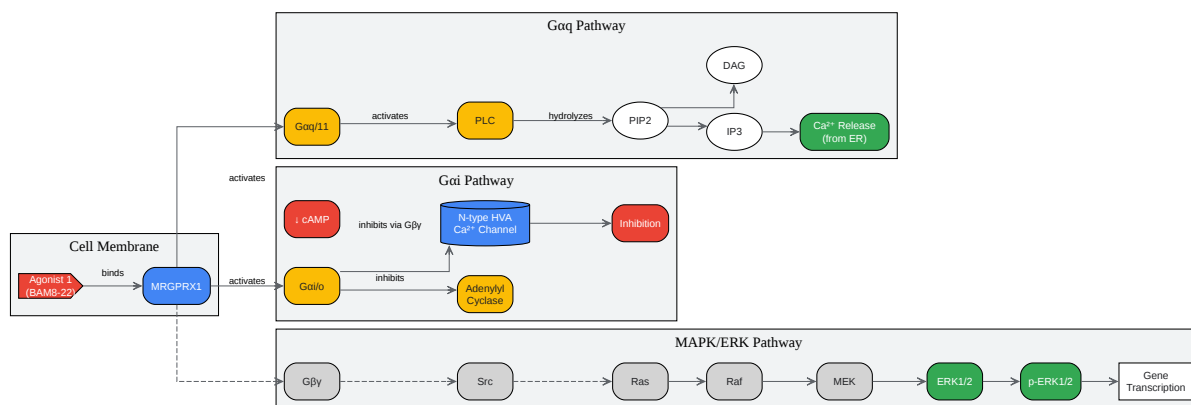 Gαq Pathway
DAG
Gαq/11
activates
PLC
hydrolyzes
PIP2
IP3
Ca²⁺ Release
(from ER)
activates
Gαi Pathway
↓ cAMP
inhibits via Gβγ
N-type HVA
Ca²⁺ Channel
Inhibition
Cell Membrane
Agonist 1
(BAM8-22)
binds
MRGPRX1
activates
Gαi/o
inhibits
Adenylyl
Cyclase
MAPK/ERK Pathway
Gβγ
Src
Ras
Raf
MEK
ERK1/2
p-ERK1/2
Gene
Transcription